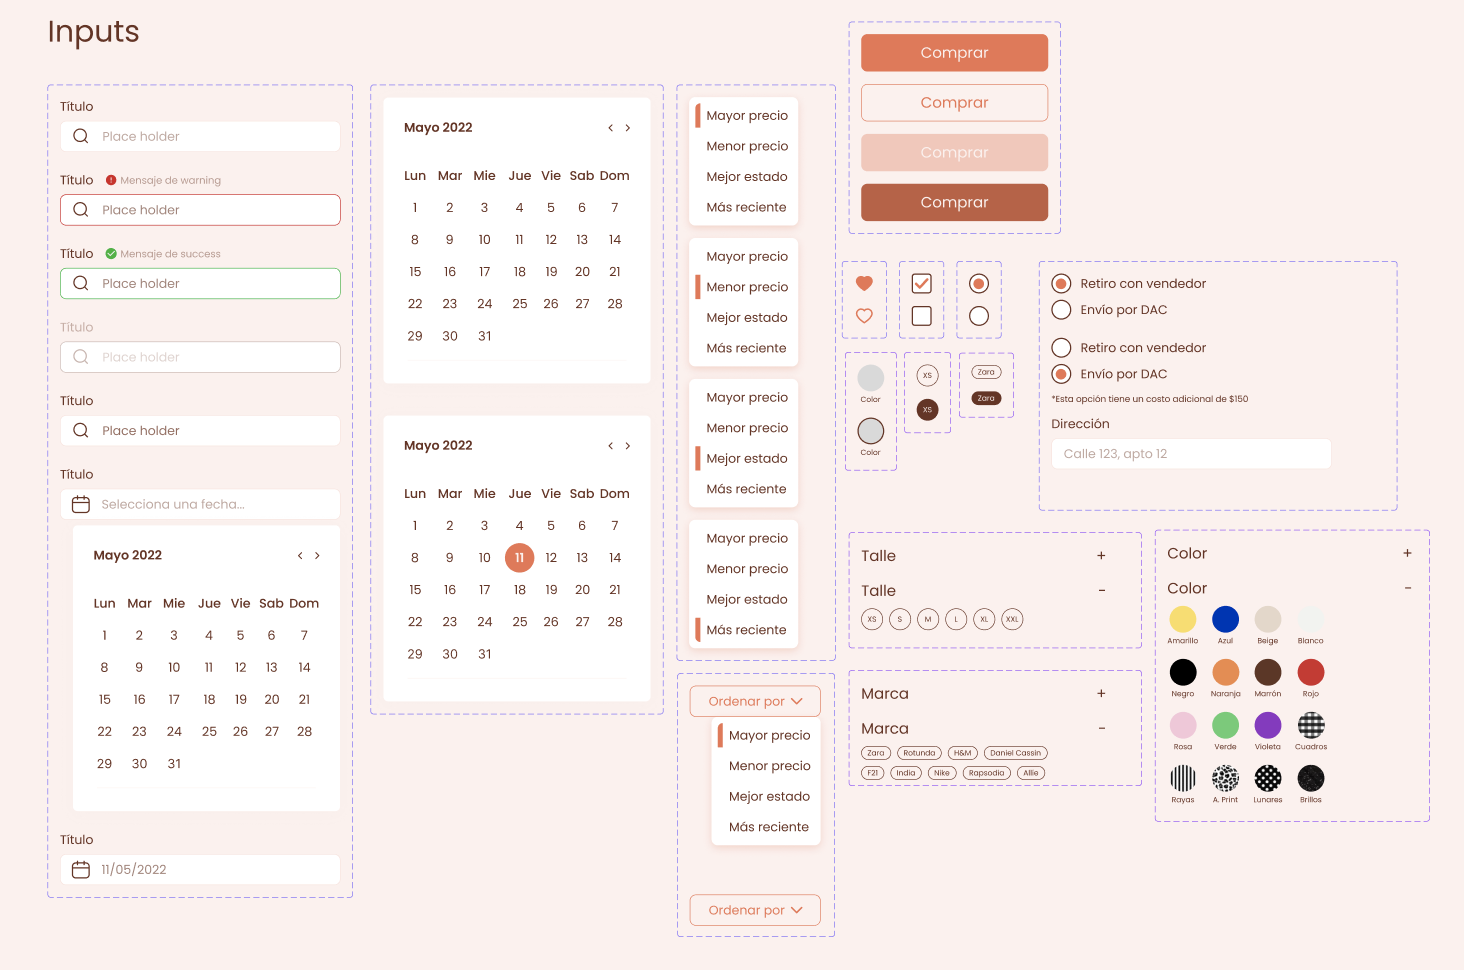 Inputs
Título
Place holder
Título Mensaje de warning
Place holder
Título Mensaje de success
Place holder
Título
Place holder
Título
Place holder
Título
Selecciona una fecha...
Mayo 2022 < >
Lun Mar Mie Jue Vie Sab Dom
1 2 3 4 5 6 7
8 9 10 11 12 13 14
15 16 17 18 19 20 21
22 23 24 25 26 27 28
29 30 31
Título
11/05/2022
Mayo 2022 < >
Lun Mar Mie Jue Vie Sab Dom
1 2 3 4 5 6 7
8 9 10 11 12 13 14
15 16 17 18 19 20 21
22 23 24 25 26 27 28
29 30 31
Mayo 2022 < >
Lun Mar Mie Jue Vie Sab Dom
1 2 3 4 5 6 7
8 9 10 11 12 13 14
15 16 17 18 19 20 21
22 23 24 25 26 27 28
29 30 31
Mayor precio
Menor precio
Mejor estado
Más reciente
Mayor precio
Menor precio
Mejor estado
Más reciente
Mayor precio
Menor precio
Mejor estado
Más reciente
Mayor precio
Menor precio
Mejor estado
Más reciente
Ordenar por
Mayor precio
Menor precio
Mejor estado
Más reciente
Ordenar por
Comprar
Comprar
Comprar
Comprar
Color
Color
XS
XS
Zara
Zara
Retiro con vendedor
Envío por DAC
Retiro con vendedor
Envío por DAC
*Esta opción tiene un costo adicional de $150
Dirección
Calle 123, apto 12
Talle +
Talle -
XS S M L XL XXL
Marca +
Marca -
Zara Rotunda H&M Daniel Cassin
F21 India Nike Rapsodia Allie
Color +
Color -
Amarillo Azul Beige Blanco
Negro Naranja Marrón Rojo
Rosa Verde Violeta Cuadros
Rayas A. Print Lunares Brillos